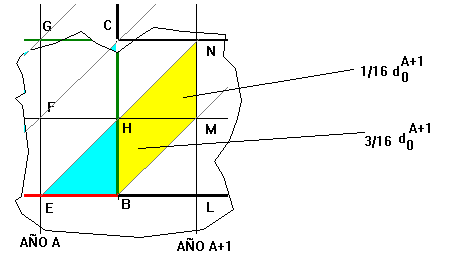 G
C
N
1/16 d₀ᴬ⁺¹
F
H
M
3/16 d₀ᴬ⁺¹
E
B
L
AÑO A
AÑO A+1